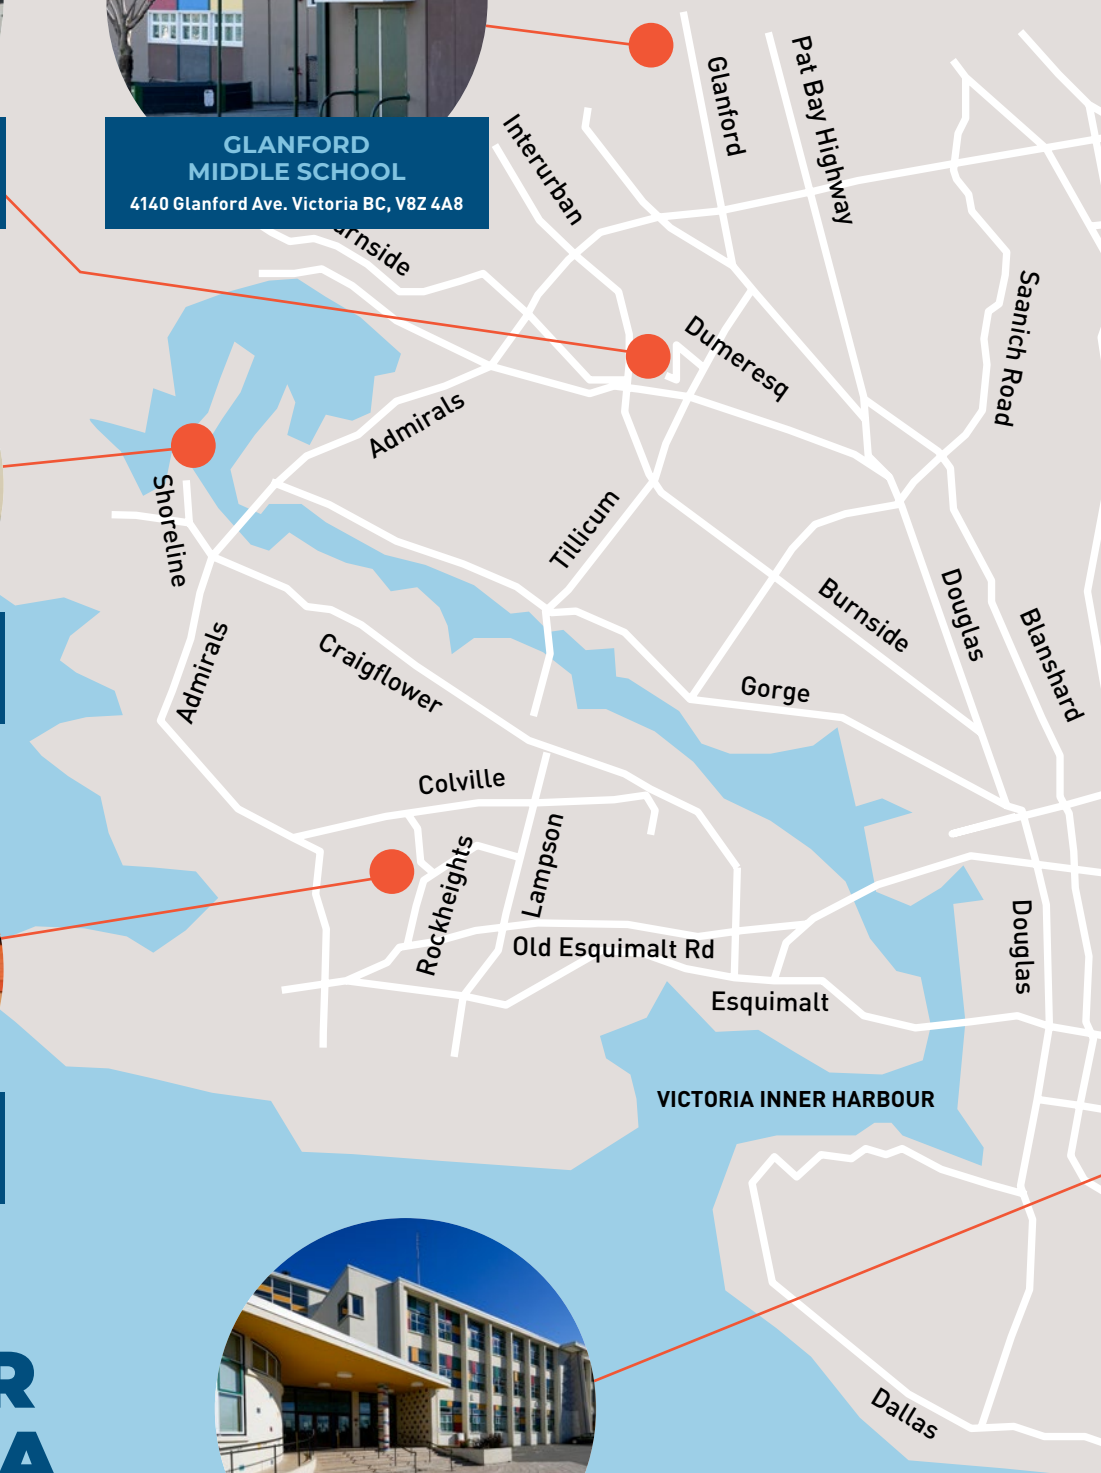 GLANFORD
MIDDLE SCHOOL
4140 Glanford Ave. Victoria BC, V8Z 4A8
Glanford
Pat Bay Highway
Interurban
Saanich Road
Dumeresq
Admirals
Shoreline
Tillicum
Burnside
Douglas
Blanshard
Admirals
Craigflower
Gorge
Colville
Lampson
Rockheights
Old Esquimalt Rd
Douglas
Esquimalt
VICTORIA INNER HARBOUR
Dallas